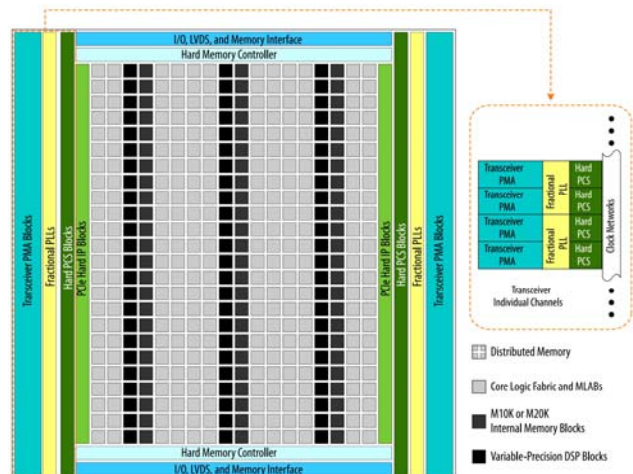 I/O, LVDS, and Memory Interface
Hard Memory Controller
Transceiver PMA Blocks
Fractional PLLs
Hard PCS Blocks
PCIe Hard IP Blocks
PCIe Hard IP Blocks
Hard PCS Blocks
Fractional PLLs
Transceiver PMA Blocks
Hard Memory Controller
I/O, LVDS, and Memory Interface
Transceiver
PMA
Transceiver
PMA
Transceiver
PMA
Transceiver
PMA
Fractional
PLL
Fractional
PLL
Hard
PCS
Hard
PCS
Hard
PCS
Hard
PCS
Clock Networks
Transceiver
Individual Channels
Distributed Memory
Core Logic Fabric and MLABs
M10K or M20K
Internal Memory Blocks
Variable-Precision DSP Blocks